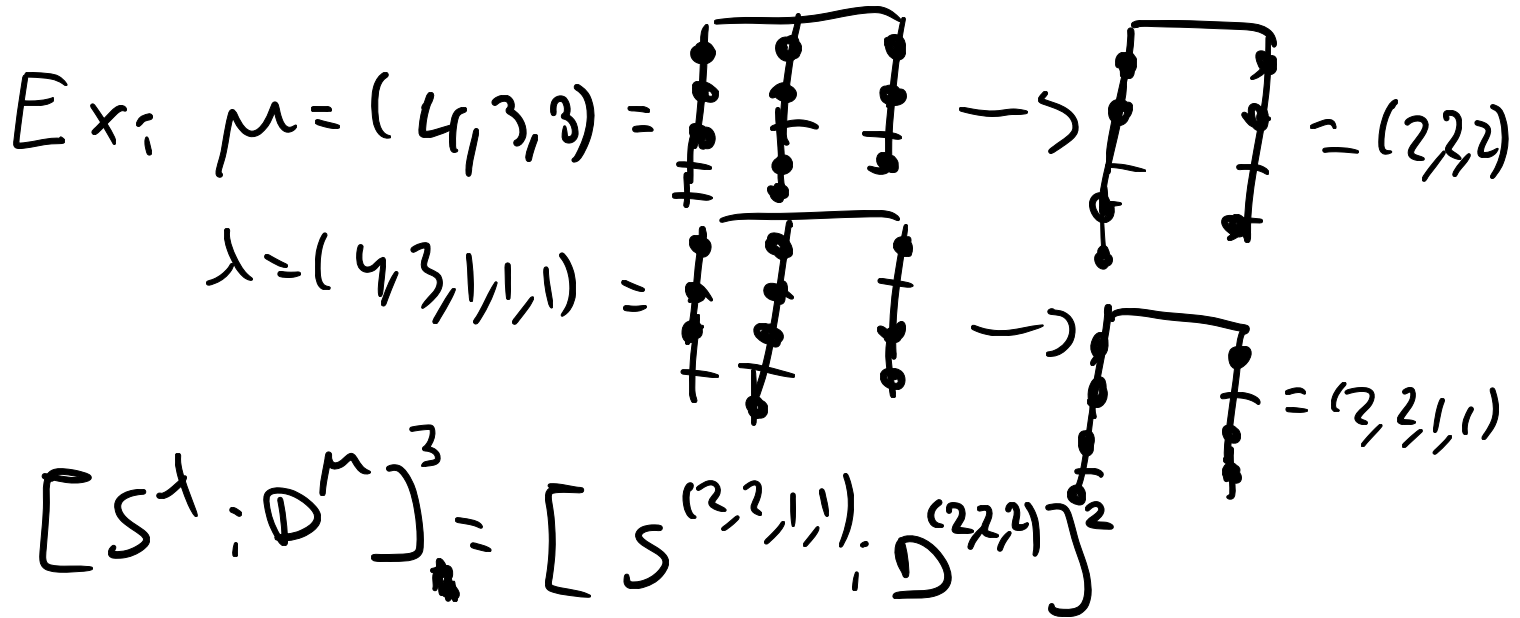 Ex: μ = (4,3,3) = → = (2,2,2)
λ = (4,3,1,1,1) = → = (2,2,1,1)
[S^λ : D^μ]^3 = [S^(2,2,1,1) : D^(2,2,2)]^2